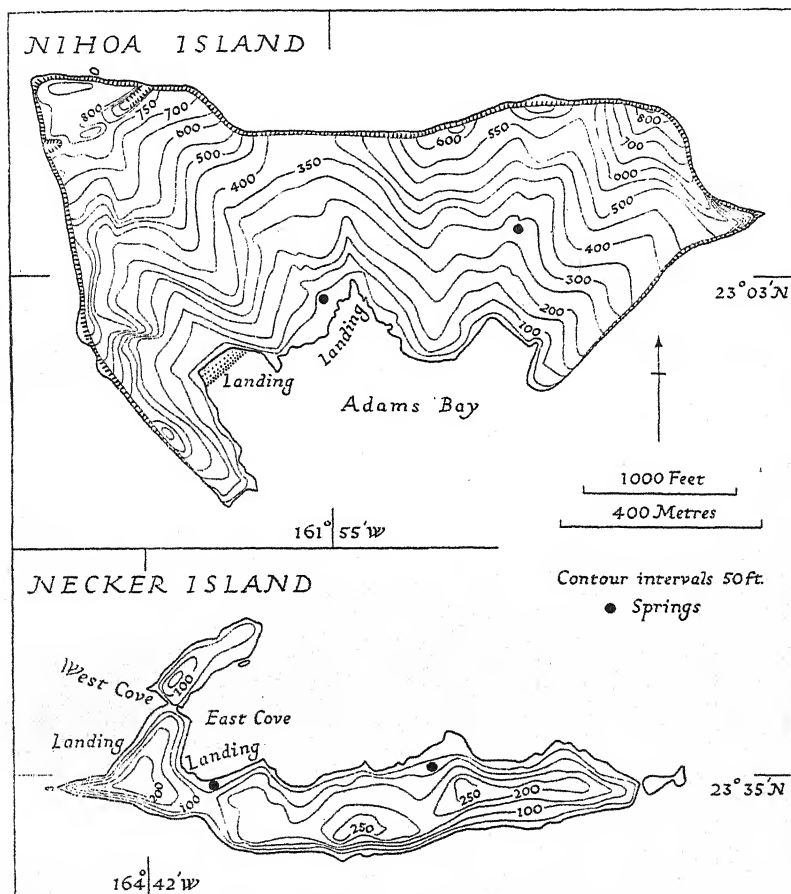 NIHOA ISLAND
800
750
700
600
500
400
350
600
550
800
700
600
500
400
300
200
100
23°03'N
Landing
Landing
Adams Bay
1000 Feet
400 Metres
161° 55'W
NECKER ISLAND
Contour intervals 50ft.
Springs
West Cove
100
East Cove
Landing
Landing
200
100
250
250
200
100
23°35'N
164° 42'W